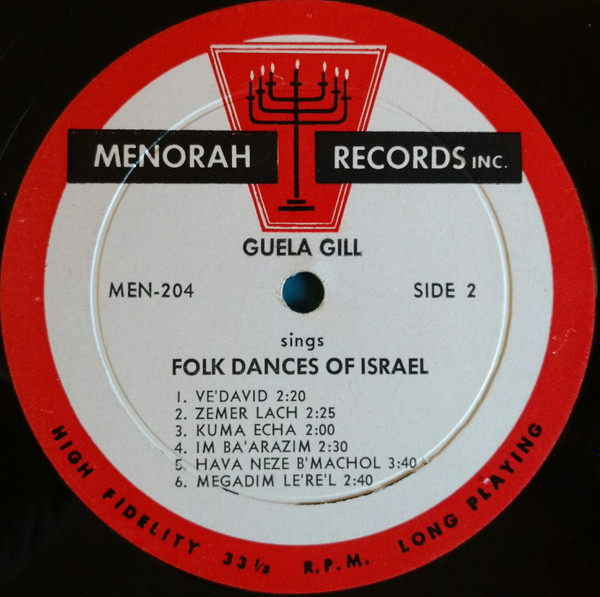 MENORAH RECORDS INC.
GUELA GILL
MEN-204 SIDE 2
sings
FOLK DANCES OF ISRAEL
1. VE'DAVID 2:20
2. ZEMER LACH 2:25
3. KUMA ECHA 2:00
4. IM BA'ARAZIM 2:30
5. HAVA NEZE B'MACHOL 3:40
6. MEGADIM LE'RE'L 2:40
HIGH FIDELITY 33⅓ R.P.M. LONG PLAYING